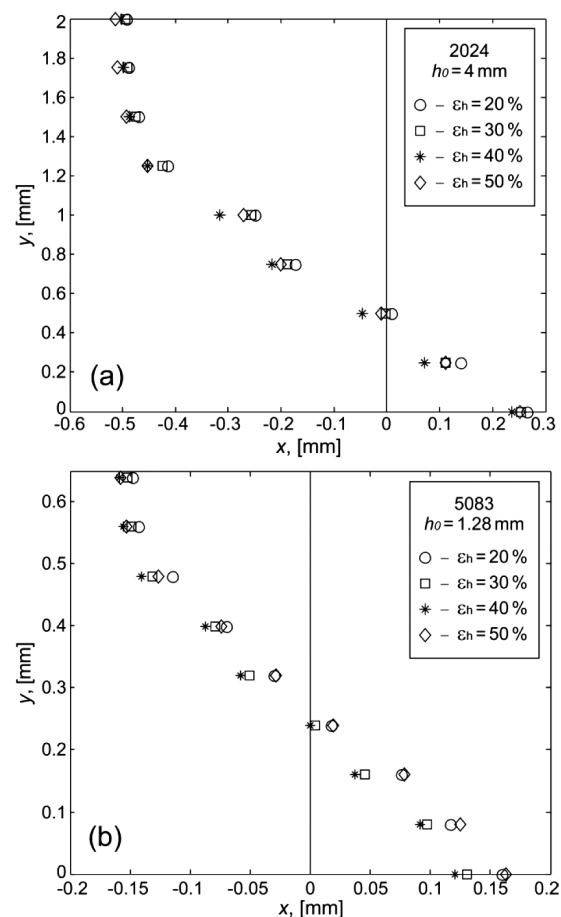 2
1.8
1.6
1.4
1.2
1
0.8
0.6
0.4
0.2
0
y, [mm]
2024
h0 = 4 mm
– εh = 20 %
– εh = 30 %
– εh = 40 %
– εh = 50 %
(a)
-0.6 -0.5 -0.4 -0.3 -0.2 -0.1 0 0.1 0.2 0.3
x, [mm]
0.6
0.5
0.4
0.3
0.2
0.1
0
y, [mm]
5083
h0 = 1.28 mm
– εh = 20 %
– εh = 30 %
– εh = 40 %
– εh = 50 %
(b)
-0.2 -0.15 -0.1 -0.05 0 0.05 0.1 0.15 0.2
x, [mm]